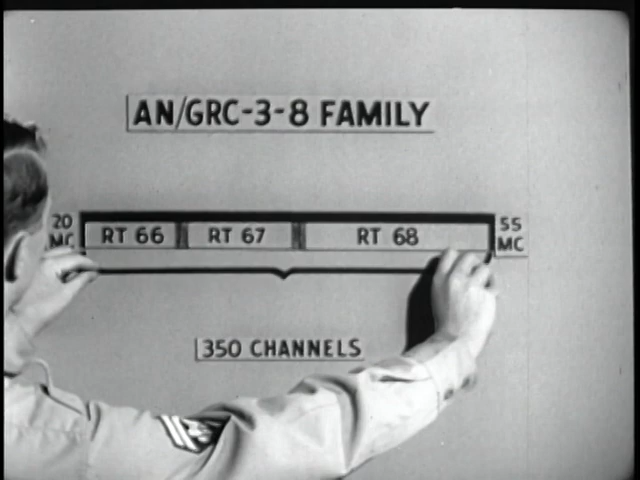 AN/GRC-3-8 FAMILY
20 MC
55 MC
RT 66 RT 67 RT 68
350 CHANNELS